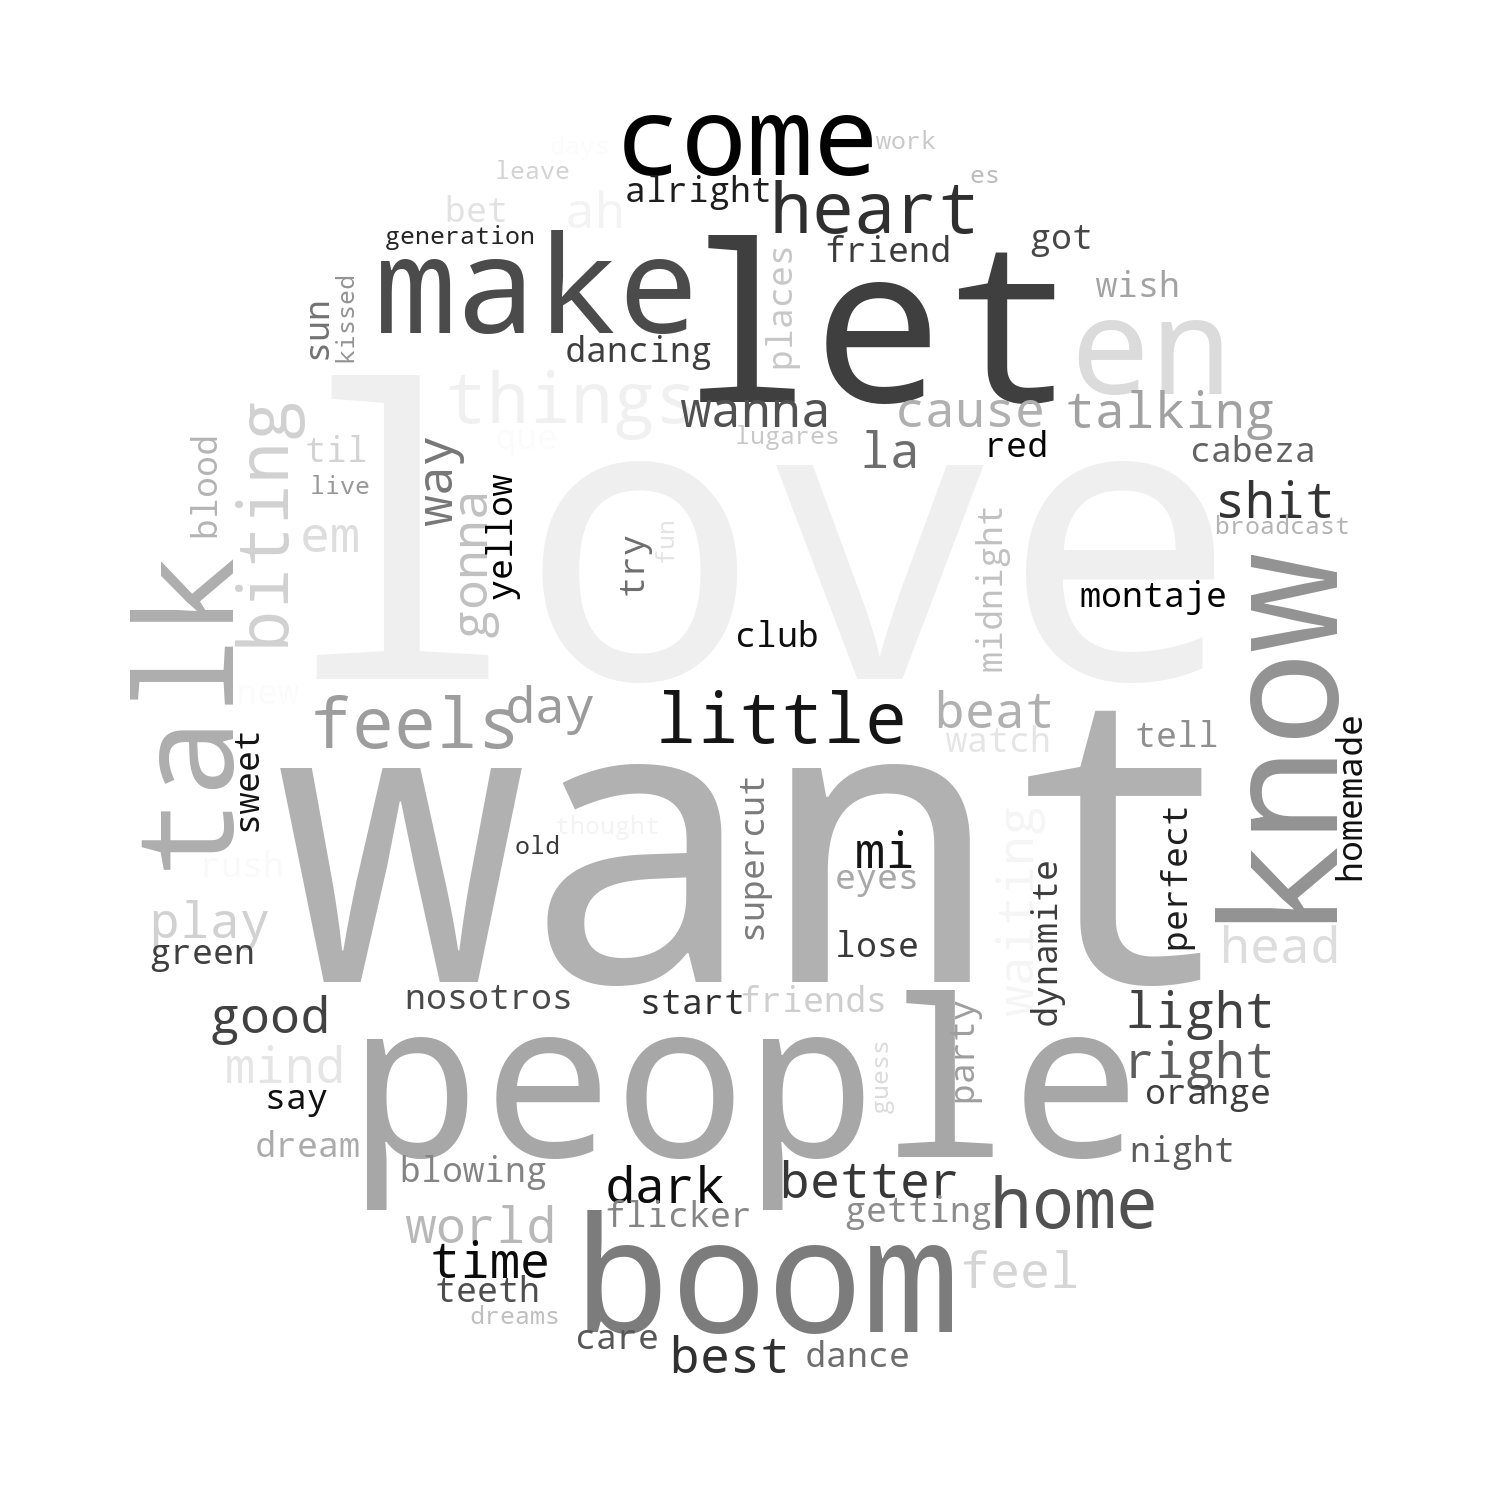 come
work
days
leave
es
alright
heart
bet
ah
generation
friend
got
make
let
places
wish
sun
kissed
en
dancing
things
wanna
cause
talking
lugares
que
la
red
cabeza
blood
biting
til
way
live
yellow
shit
broadcast
em
gonna
love
try
fun
midnight
talk
know
montaje
club
new
feels
day
little
beat
tell
watch
sweet
homemade
want
thought
old
supercut
mi
eyes
waiting
dynamite
perfect
rush
play
green
lose
head
nosotros
start
friends
good
light
party
people
guess
mind
right
say
orange
dream
night
blowing
dark
better
home
flicker
getting
world
time
boom
feel
teeth
dreams
care
best
dance